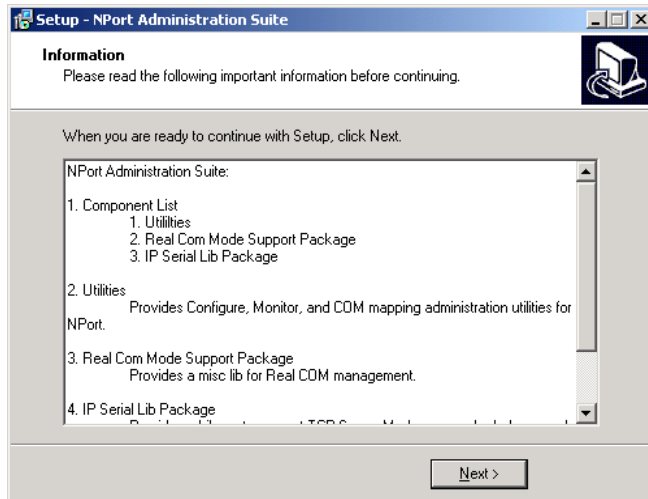 Setup - NPort Administration Suite
Information
Please read the following important information before continuing.
When you are ready to continue with Setup, click Next.
NPort Administration Suite:
1. Component List
1. Utililties
2. Real Com Mode Support Package
3. IP Serial Lib Package
2. Utilities
Provides Configure, Monitor, and COM mapping administration utilities for
NPort.
3. Real Com Mode Support Package
Provides a misc lib for Real COM management.
4. IP Serial Lib Package
Next >